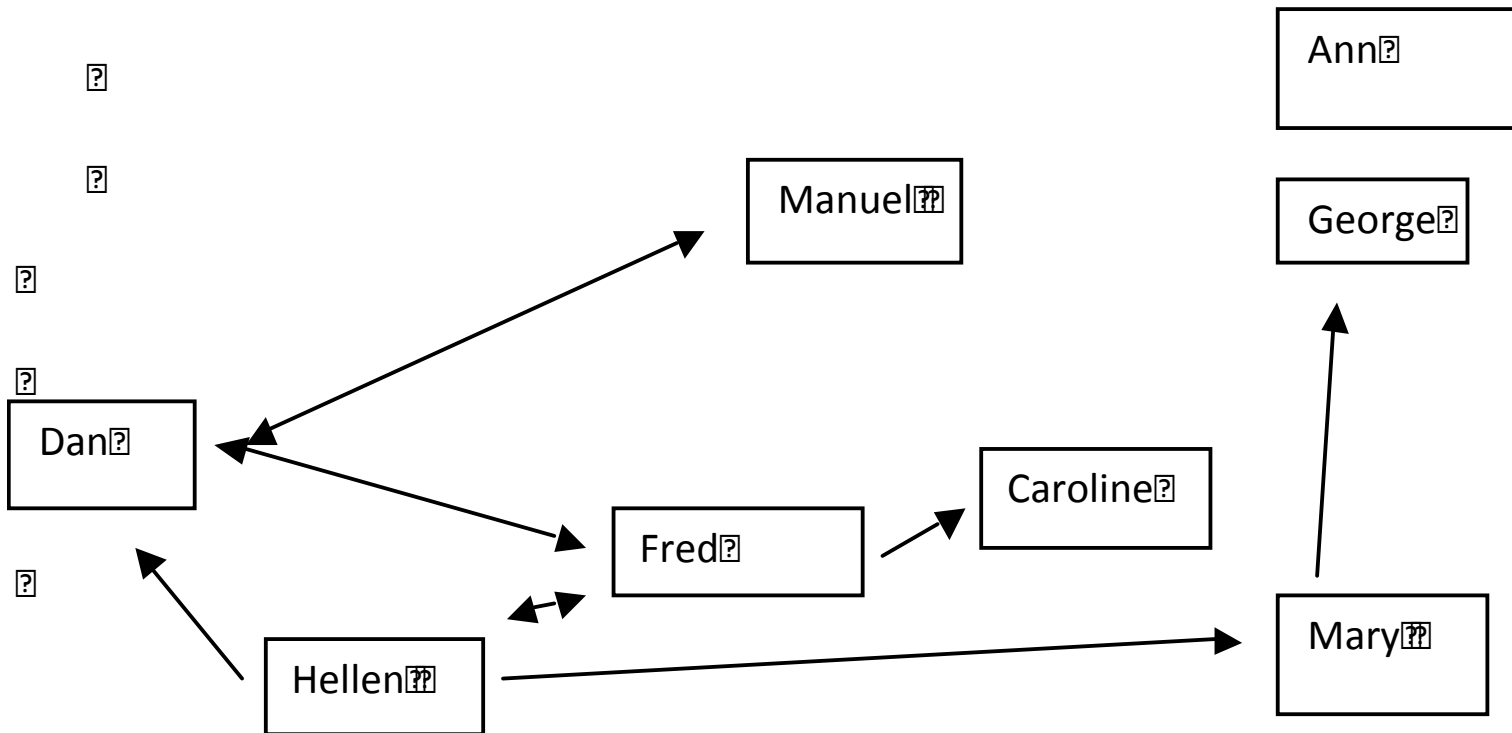 Ann
Manuel
George
Dan
Caroline
Fred
Mary
Hellen